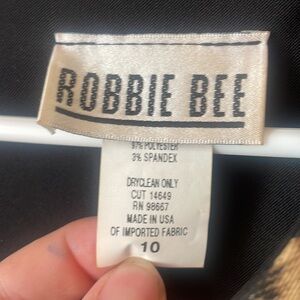 ROBBIE BEE
97% POLYESTER
3% SPANDEX
DRYCLEAN ONLY
CUT 14649
RN 98667
MADE IN USA
OF IMPORTED FABRIC
10